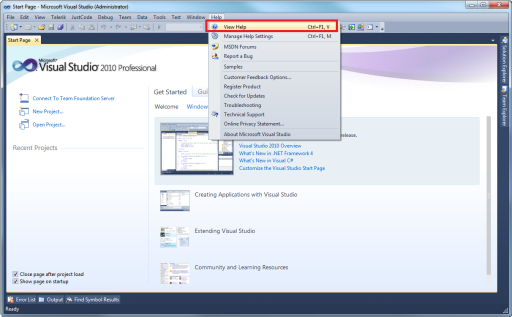 Start Page - Microsoft Visual Studio (Administrator)
File Edit View Telerik JustCode Debug Team Data Tools Test Window Help
View Help Ctrl+F1, V
Manage Help Settings Ctrl+F1, M
MSDN Forums
Report a Bug
Samples
Customer Feedback Options...
Register Product
Check for Updates
Troubleshooting
Technical Support
Online Privacy Statement...
About Microsoft Visual Studio
Start Page
Solution Explorer
Team Explorer
Microsoft
Visual Studio 2010 Professional
Connect To Team Foundation Server
New Project...
Open Project...
Recent Projects
Get Started
Welcome Window
release.
Visual Studio 2010 Overview
What's New in .NET Framework 4
What's New in Visual C#
Customize the Visual Studio Start Page
Creating Applications with Visual Studio
Extending Visual Studio
Community and Learning Resources
Close page after project load
Show page on startup
Error List Output Find Symbol Results
Ready